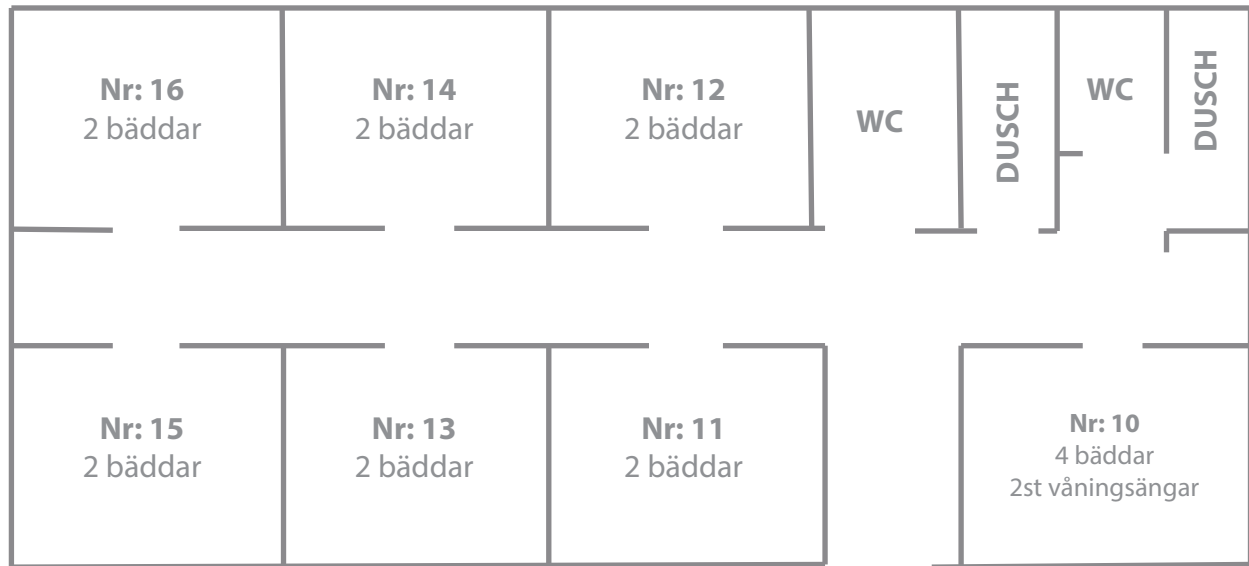 Nr: 16
2 bäddar
Nr: 14
2 bäddar
Nr: 12
2 bäddar
WC
DUSCH
WC
DUSCH
Nr: 15
2 bäddar
Nr: 13
2 bäddar
Nr: 11
2 bäddar
Nr: 10
4 bäddar
2st våningsängar